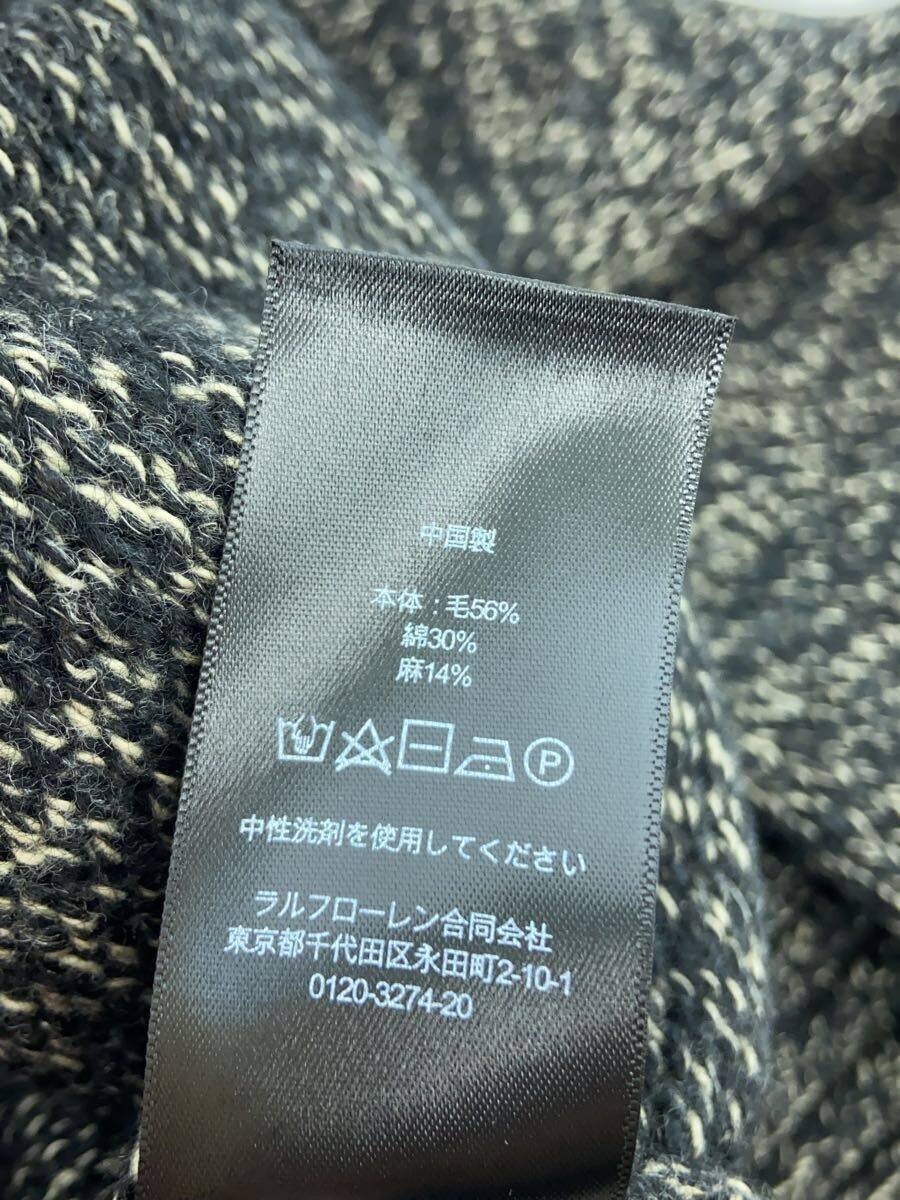 中国製
本体：毛56%
綿30%
麻14%
P
中性洗剤を使用してください
ラルフローレン合同会社
東京都千代田区永田町2-10-1
0120-3274-20